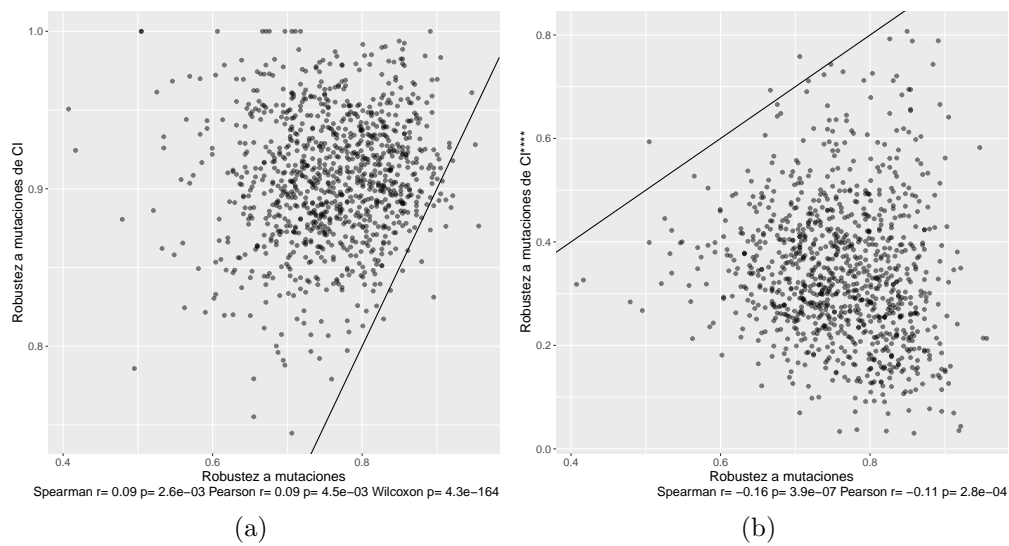 1.0
0.9
0.8
Robustez a mutaciones de CI
0.4
0.6
0.8
Robustez a mutaciones
Spearman r= 0.09 p= 2.6e−03 Pearson r= 0.09 p= 4.5e−03 Wilcoxon p= 4.3e−164
(a)
0.8
0.6
0.4
0.2
0.0
Robustez a mutaciones de CI****
0.4
0.6
0.8
Robustez a mutaciones
Spearman r= −0.16 p= 3.9e−07 Pearson r= −0.11 p= 2.8e−04
(b)